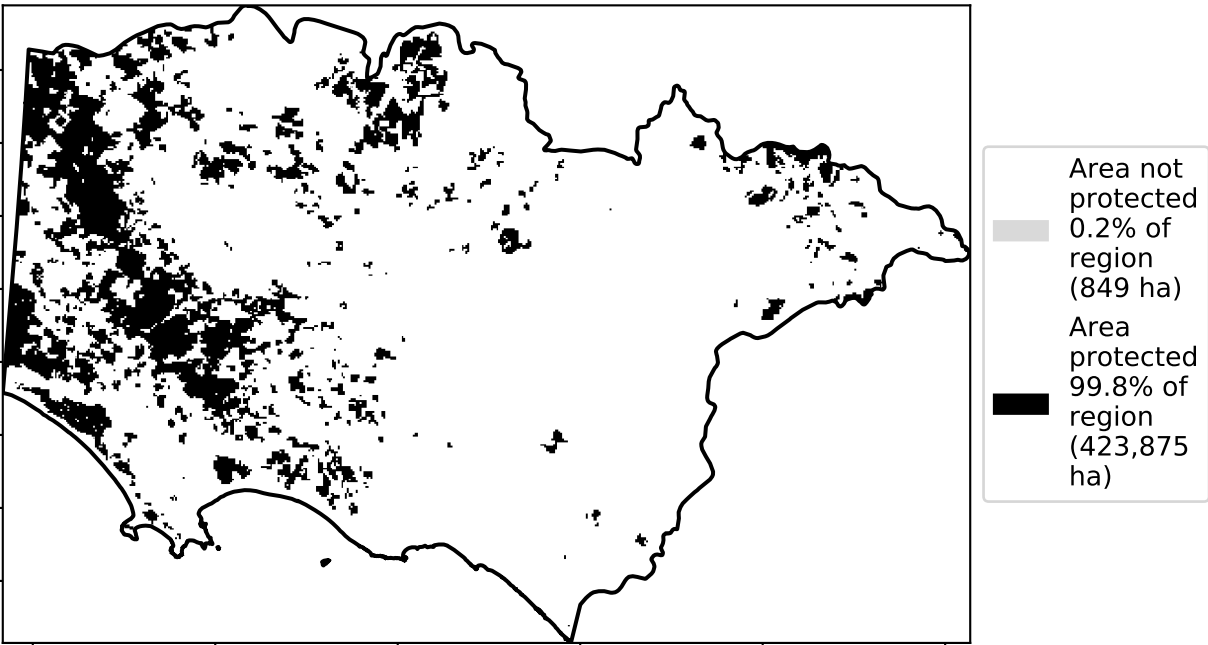 Area not
protected
0.2% of
region
(849 ha)
Area
protected
99.8% of
region
(423,875
ha)